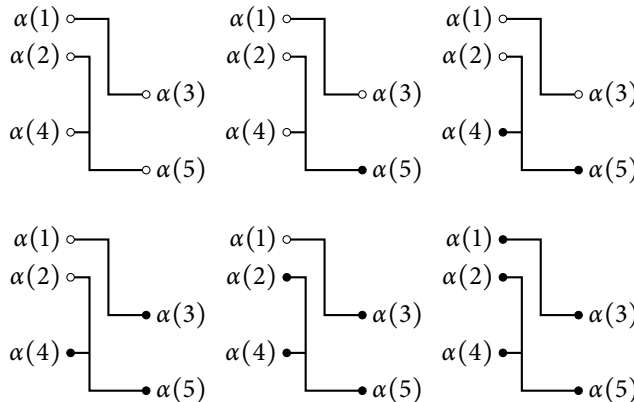 α(1) α(1) α(1)
α(2) α(2) α(2)
α(3) α(3) α(3)
α(4) α(4) α(4)
α(5) α(5) α(5)
α(1) α(1) α(1)
α(2) α(2) α(2)
α(3) α(3) α(3)
α(4) α(4) α(4)
α(5) α(5) α(5)